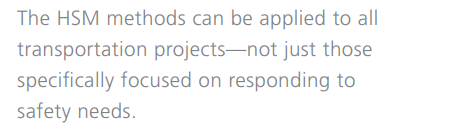 The HSM methods can be applied to all
transportation projects—not just those
specifically focused on responding to
safety needs.